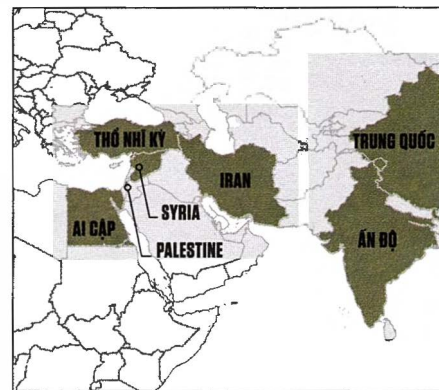 THỔ NHĨ KỲ
TRUNG QUỐC
IRAN
SYRIA
AI CẬP
PALESTINE
ẤN ĐỘ